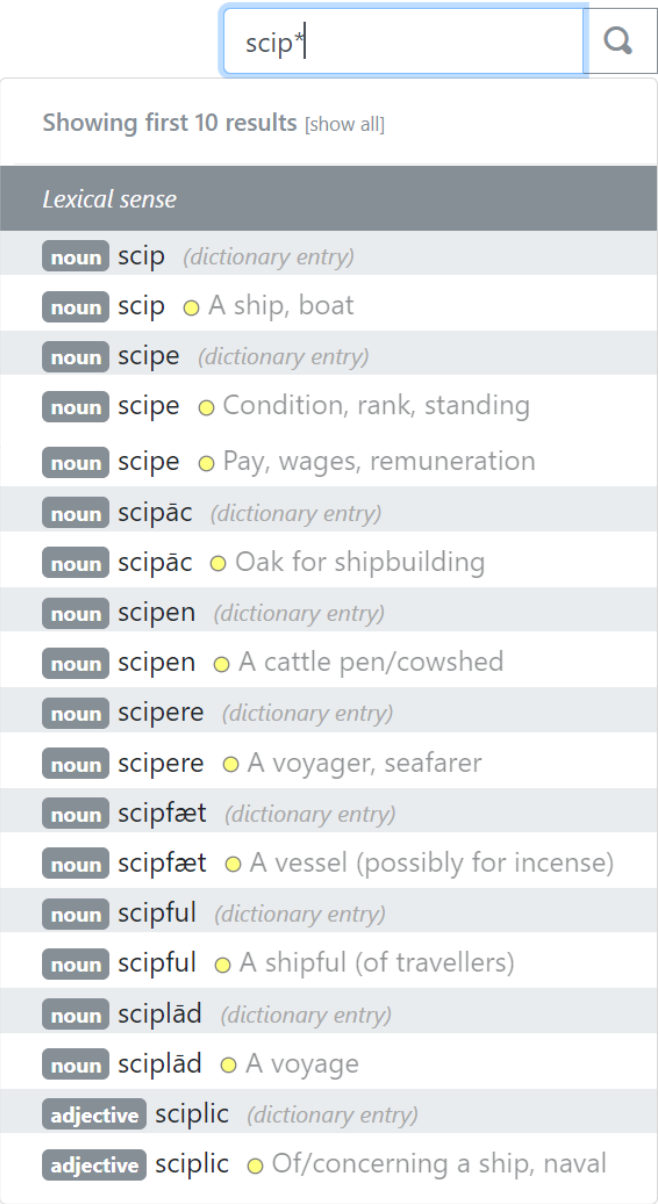 scip*
Showing first 10 results [show all]
Lexical sense
noun scip (dictionary entry)
noun scip A ship, boat
noun scipe (dictionary entry)
noun scipe Condition, rank, standing
noun scipe Pay, wages, remuneration
noun scipāc (dictionary entry)
noun scipāc Oak for shipbuilding
noun scipen (dictionary entry)
noun scipen A cattle pen/cowshed
noun scipere (dictionary entry)
noun scipere A voyager, seafarer
noun scipfæt (dictionary entry)
noun scipfæt A vessel (possibly for incense)
noun scipful (dictionary entry)
noun scipful A shipful (of travellers)
noun sciplād (dictionary entry)
noun sciplād A voyage
adjective sciplic (dictionary entry)
adjective sciplic Of/concerning a ship, naval